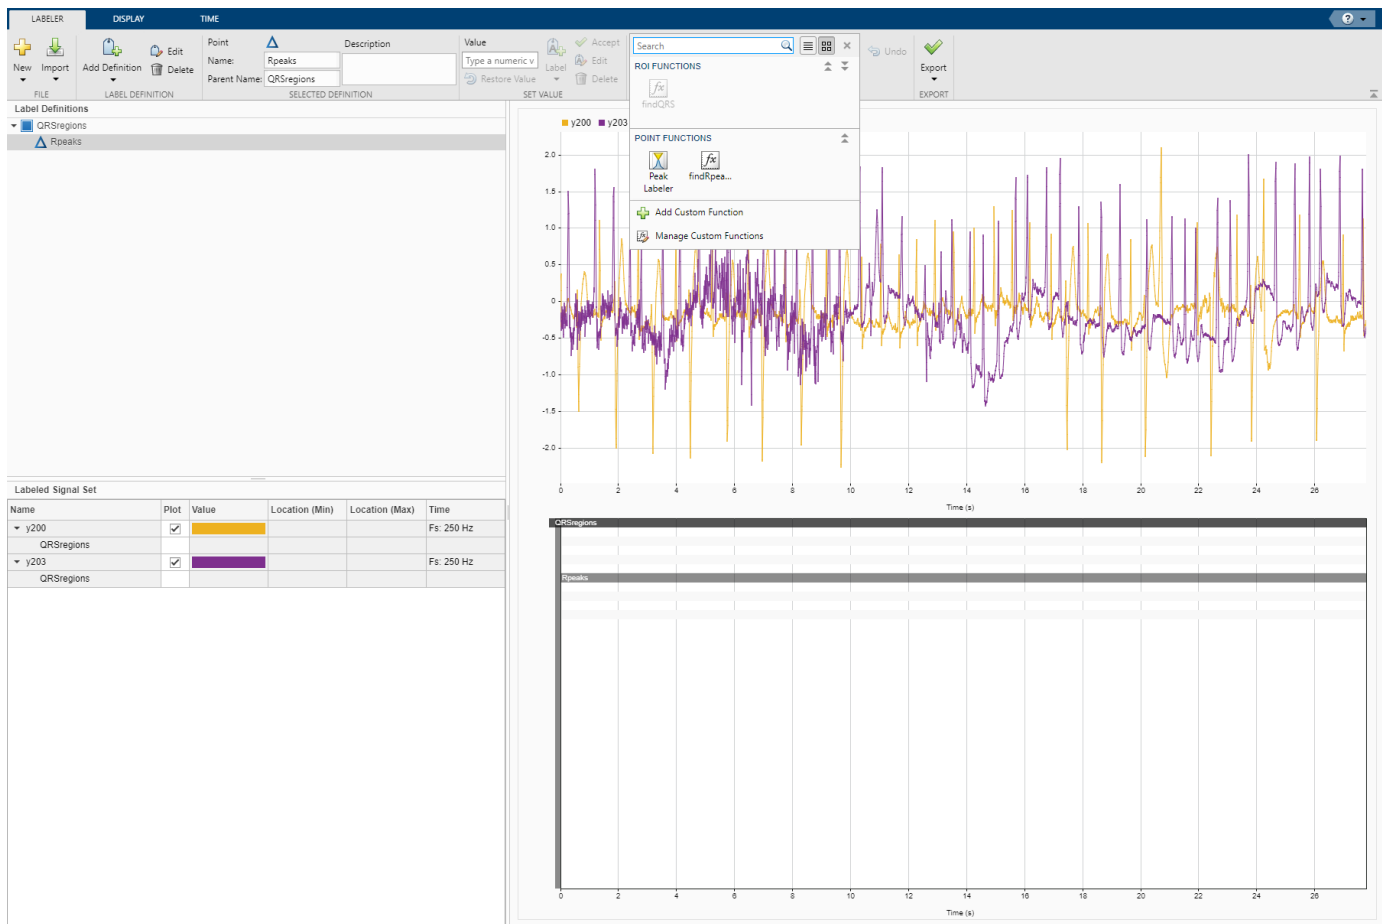 LABELER DISPLAY TIME ?
New Import Add Definition Edit Delete
Point
Name: Rpeaks
Parent Name: QRSregions
Description
Value
Type a numeric v
Restore Value
Label Accept Edit Delete
Search
Undo
Export
FILE LABEL DEFINITION SELECTED DEFINITION SET VALUE EXPORT
ROI FUNCTIONS
fx
findQRS
POINT FUNCTIONS
fx
Peak Labeler findRpea...
Add Custom Function
Manage Custom Functions
Label Definitions
QRSregions
Rpeaks
y200 y203
2.0
1.5
1.0
0.5
0
-0.5
-1.0
-1.5
-2.0
0 2 4 6 8 10 12 14 16 18 20 22 24 26
Time (s)
Labeled Signal Set
Name Plot Value Location (Min) Location (Max) Time
y200 Fs: 250 Hz
QRSregions
y203 Fs: 250 Hz
QRSregions
QRSregions
Rpeaks
0 2 4 6 8 10 12 14 16 18 20 22 24 26
Time (s)